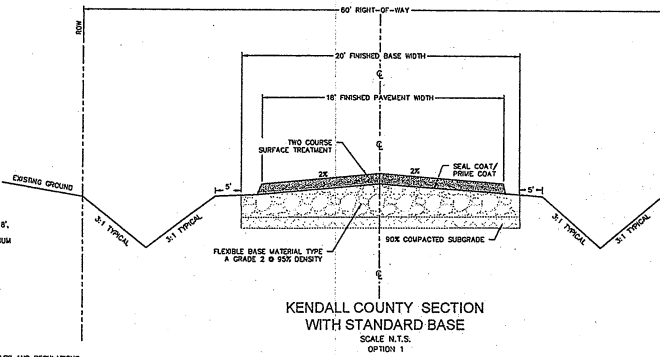 60' RIGHT-OF-WAY
ROW
20' FINISHED BASE WIDTH
℄
18' FINISHED PAVEMENT WIDTH
℄
TWO COURSE
SURFACE TREATMENT
2%
2%
SEAL COAT/
PRIME COAT
EXISTING GROUND
5'
5'
3:1 TYPICAL
3:1 TYPICAL
3:1 TYPICAL
3:1 TYPICAL
8',
UM
FLEXIBLE BASE MATERIAL TYPE
A GRADE 2 @ 95% DENSITY
90% COMPACTED SUBGRADE
℄
KENDALL COUNTY SECTION
WITH STANDARD BASE
SCALE N.T.S.
OPTION 1